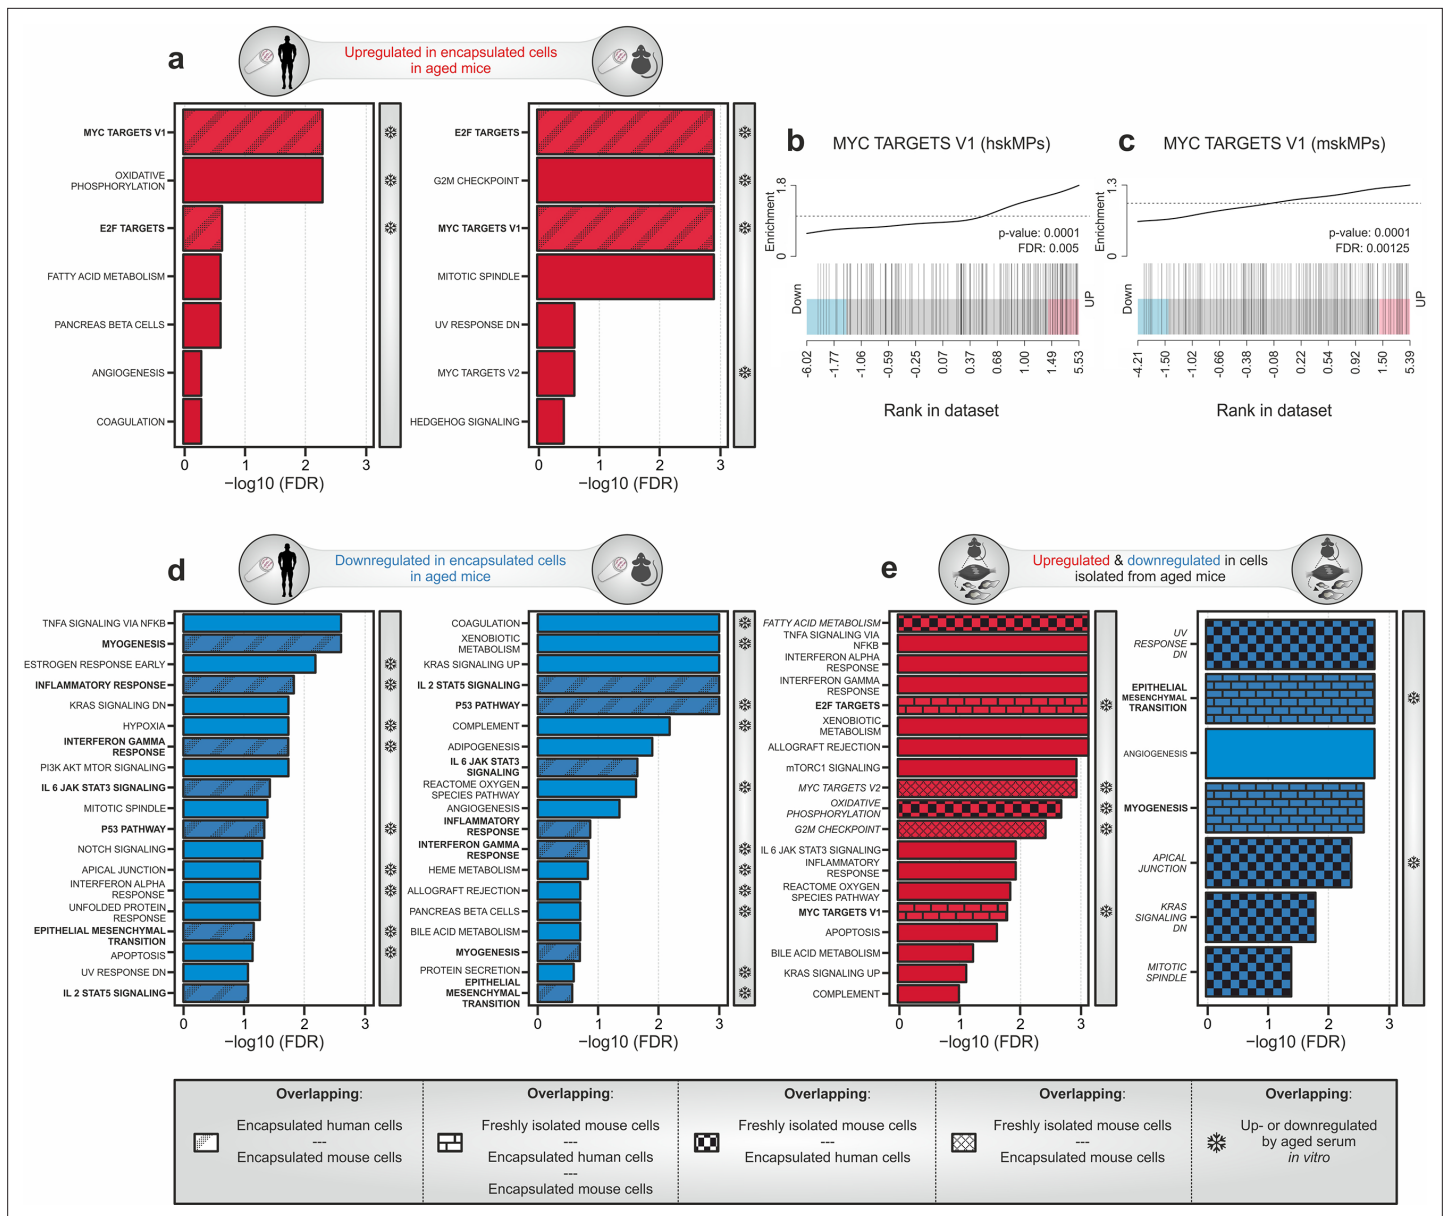 a
Upregulated in encapsulated cells
in aged mice
MYC TARGETS V1
OXIDATIVE
PHOSPHORYLATION
E2F TARGETS
FATTY ACID METABOLISM
PANCREAS BETA CELLS
ANGIOGENESIS
COAGULATION
0 1 2 3
−log10 (FDR)
E2F TARGETS
G2M CHECKPOINT
MYC TARGETS V1
MITOTIC SPINDLE
UV RESPONSE DN
MYC TARGETS V2
HEDGEHOG SIGNALING
0 1 2 3
−log10 (FDR)
b
MYC TARGETS V1 (hskMPs)
Enrichment
0 1.8
p-value: 0.0001
FDR: 0.005
Down
UP
-6.02 -1.77 -1.06 -0.59 -0.25 0.07 0.37 0.68 1.00 1.49 5.53
Rank in dataset
c
MYC TARGETS V1 (mskMPs)
Enrichment
0 1.3
p-value: 0.0001
FDR: 0.00125
Down
UP
-4.21 -1.50 -1.02 -0.66 -0.38 -0.08 0.22 0.54 0.92 1.50 5.39
Rank in dataset
d
Downregulated in encapsulated cells
in aged mice
TNFA SIGNALING VIA NFKB
MYOGENESIS
ESTROGEN RESPONSE EARLY
INFLAMMATORY RESPONSE
KRAS SIGNALING DN
HYPOXIA
INTERFERON GAMMA
RESPONSE
PI3K AKT MTOR SIGNALING
IL 6 JAK STAT3 SIGNALING
MITOTIC SPINDLE
P53 PATHWAY
NOTCH SIGNALING
APICAL JUNCTION
INTERFERON ALPHA
RESPONSE
UNFOLDED PROTEIN
RESPONSE
EPITHELIAL MESENCHYMAL
TRANSITION
APOPTOSIS
UV RESPONSE DN
IL 2 STAT5 SIGNALING
0 1 2 3
−log10 (FDR)
COAGULATION
XENOBIOTIC
METABOLISM
KRAS SIGNALING UP
IL 2 STAT5 SIGNALING
P53 PATHWAY
COMPLEMENT
ADIPOGENESIS
IL 6 JAK STAT3
SIGNALING
REACTOME OXYGEN
SPECIES PATHWAY
ANGIOGENESIS
INFLAMMATORY
RESPONSE
INTERFERON GAMMA
RESPONSE
HEME METABOLISM
ALLOGRAFT REJECTION
PANCREAS BETA CELLS
BILE ACID METABOLISM
MYOGENESIS
PROTEIN SECRETION
EPITHELIAL
MESENCHYMAL
TRANSITION
0 1 2 3
−log10 (FDR)
e
Upregulated & downregulated in cells
isolated from aged mice
FATTY ACID METABOLISM
TNFA SIGNALING VIA
NFKB
INTERFERON ALPHA
RESPONSE
INTERFERON GAMMA
RESPONSE
E2F TARGETS
XENOBIOTIC
METABOLISM
ALLOGRAFT REJECTION
mTORC1 SIGNALING
MYC TARGETS V2
OXIDATIVE
PHOSPHORYLATION
G2M CHECKPOINT
IL 6 JAK STAT3 SIGNALING
INFLAMMATORY
RESPONSE
REACTOME OXYGEN
SPECIES PATHWAY
MYC TARGETS V1
APOPTOSIS
BILE ACID METABOLISM
KRAS SIGNALING UP
COMPLEMENT
0 1 2 3
−log10 (FDR)
UV
RESPONSE
DN
EPITHELIAL
MESENCHYMAL
TRANSITION
ANGIOGENESIS
MYOGENESIS
APICAL
JUNCTION
KRAS
SIGNALING
DN
MITOTIC
SPINDLE
0 1 2 3
−log10 (FDR)
Overlapping:
Encapsulated human cells
---
Encapsulated mouse cells
Overlapping:
Freshly isolated mouse cells
---
Encapsulated human cells
---
Encapsulated mouse cells
Overlapping:
Freshly isolated mouse cells
---
Encapsulated human cells
Overlapping:
Freshly isolated mouse cells
---
Encapsulated mouse cells
Overlapping:
Up- or downregulated
by aged serum
in vitro